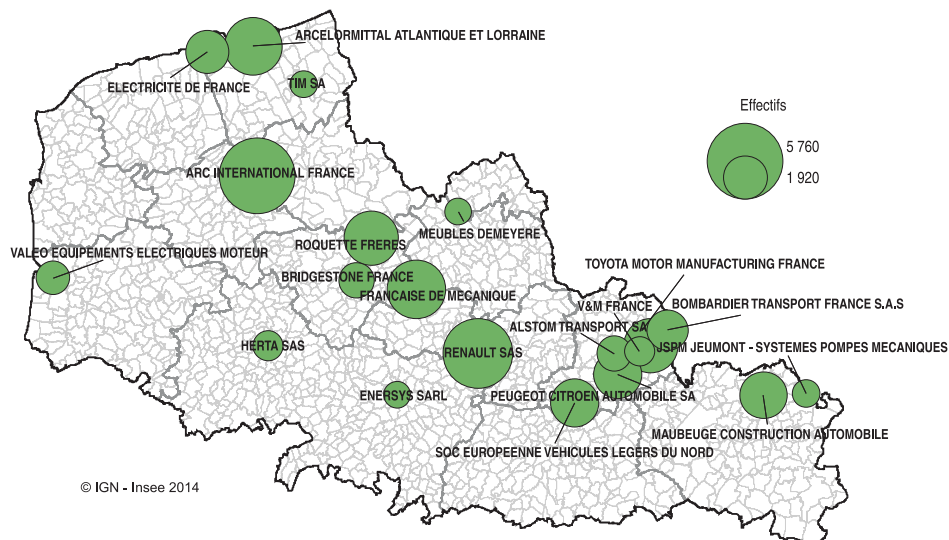 ARCELORMITTAL ATLANTIQUE ET LORRAINE
ELECTRICITE DE FRANCE
TIM SA
Effectifs
5 760
1 920
ARC INTERNATIONAL FRANCE
MEUBLES DEMEYERE
ROQUETTE FRERES
VALEO EQUIPEMENTS ELECTRIQUES MOTEUR
TOYOTA MOTOR MANUFACTURING FRANCE
BRIDGESTONE FRANCE
FRANCAISE DE MECANIQUE
V&M FRANCE
BOMBARDIER TRANSPORT FRANCE S.A.S
ALSTOM TRANSPORT SA
HERTA SAS
JSPM JEUMONT - SYSTEMES POMPES MECANIQUES
RENAULT SAS
ENERSYS SARL
PEUGEOT CITROEN AUTOMOBILE SA
MAUBEUGE CONSTRUCTION AUTOMOBILE
SOC EUROPEENNE VEHICULES LEGERS DU NORD
© IGN - Insee 2014